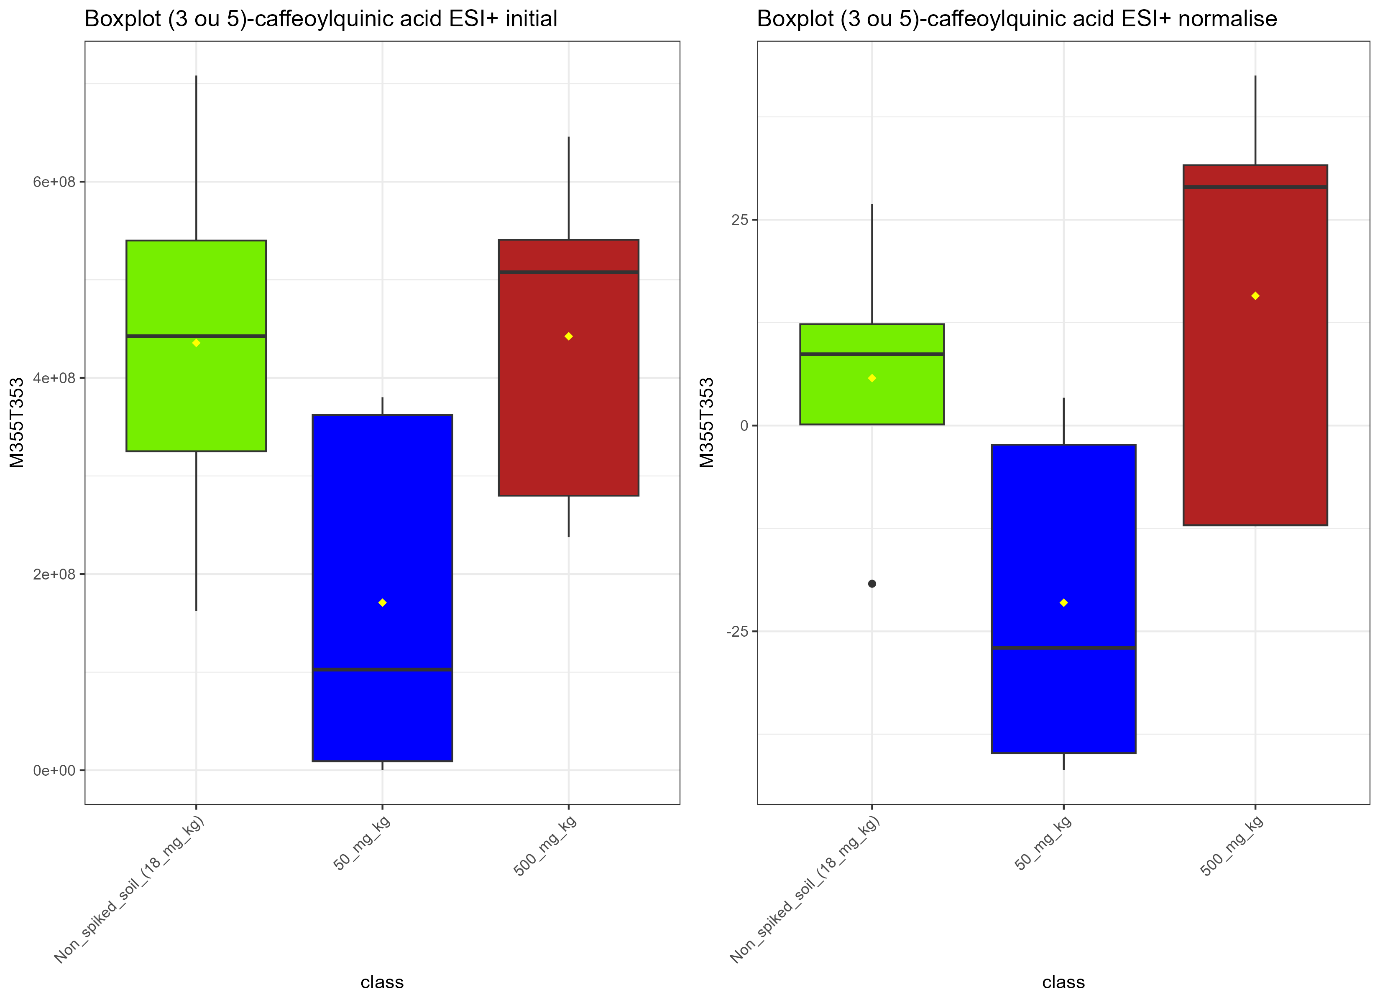 Boxplot (3 ou 5)-caffeoylquinic acid ESI+ initial
M355T353
6e+08
4e+08
2e+08
0e+00
Non_spiked_soil_(18_mg_kg)
50_mg_kg
500_mg_kg
class
Boxplot (3 ou 5)-caffeoylquinic acid ESI+ normalise
M355T353
25
0
-25
Non_spiked_soil_(18_mg_kg)
50_mg_kg
500_mg_kg
class